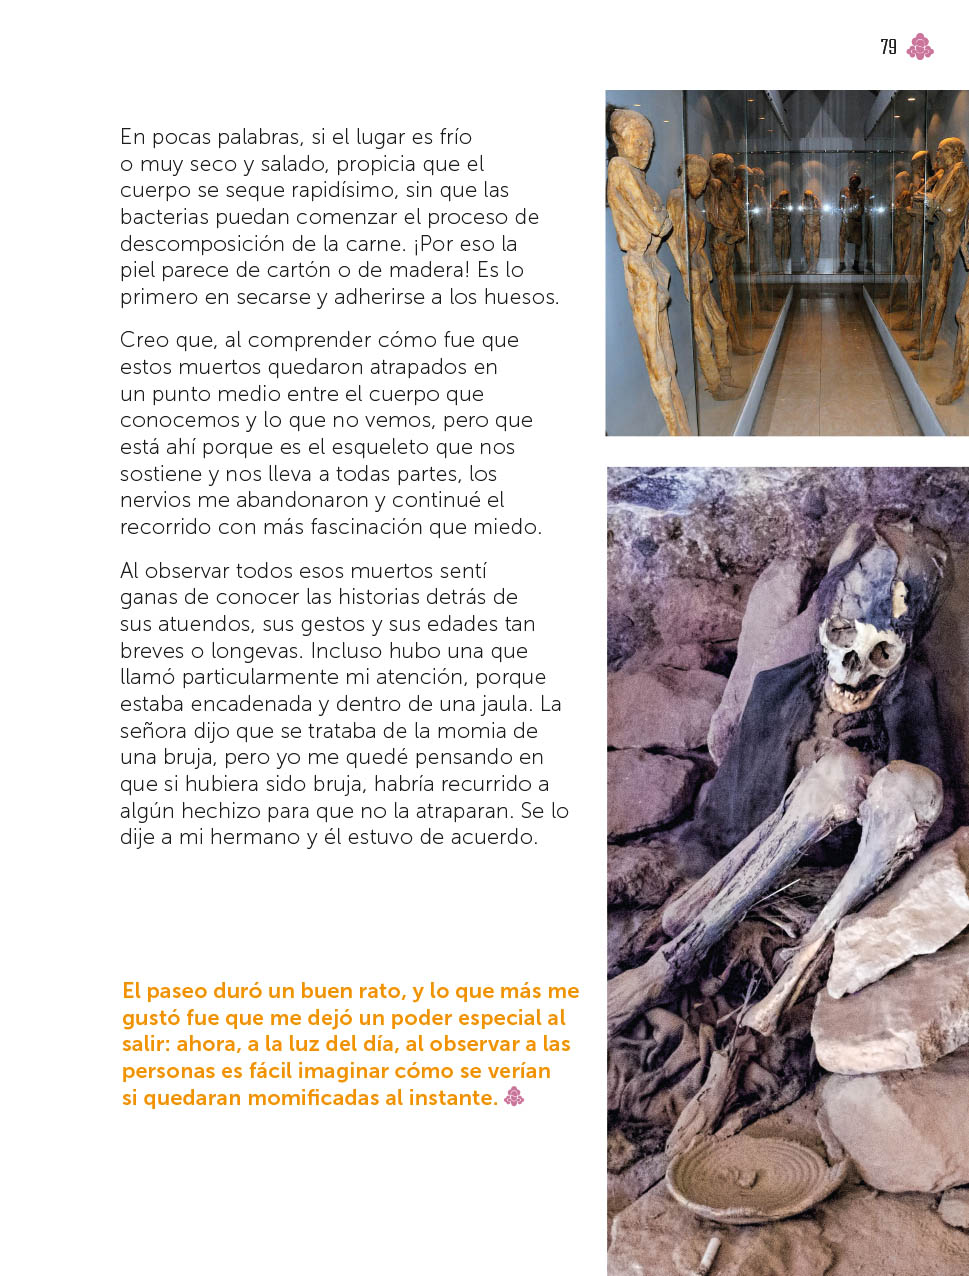 79
En pocas palabras, si el lugar es frío
o muy seco y salado, propicia que el
cuerpo se seque rapidísimo, sin que las
bacterias puedan comenzar el proceso de
descomposición de la carne. ¡Por eso la
piel parece de cartón o de madera! Es lo
primero en secarse y adherirse a los huesos.
Creo que, al comprender cómo fue que
estos muertos quedaron atrapados en
un punto medio entre el cuerpo que
conocemos y lo que no vemos, pero que
está ahí porque es el esqueleto que nos
sostiene y nos lleva a todas partes, los
nervios me abandonaron y continué el
recorrido con más fascinación que miedo.
Al observar todos esos muertos sentí
ganas de conocer las historias detrás de
sus atuendos, sus gestos y sus edades tan
breves o longevas. Incluso hubo una que
llamó particularmente mi atención, porque
estaba encadenada y dentro de una jaula. La
señora dijo que se trataba de la momia de
una bruja, pero yo me quedé pensando en
que si hubiera sido bruja, habría recurrido a
algún hechizo para que no la atraparan. Se lo
dije a mi hermano y él estuvo de acuerdo.
El paseo duró un buen rato, y lo que más me
gustó fue que me dejó un poder especial al
salir: ahora, a la luz del día, al observar a las
personas es fácil imaginar cómo se verían
si quedaran momificadas al instante.